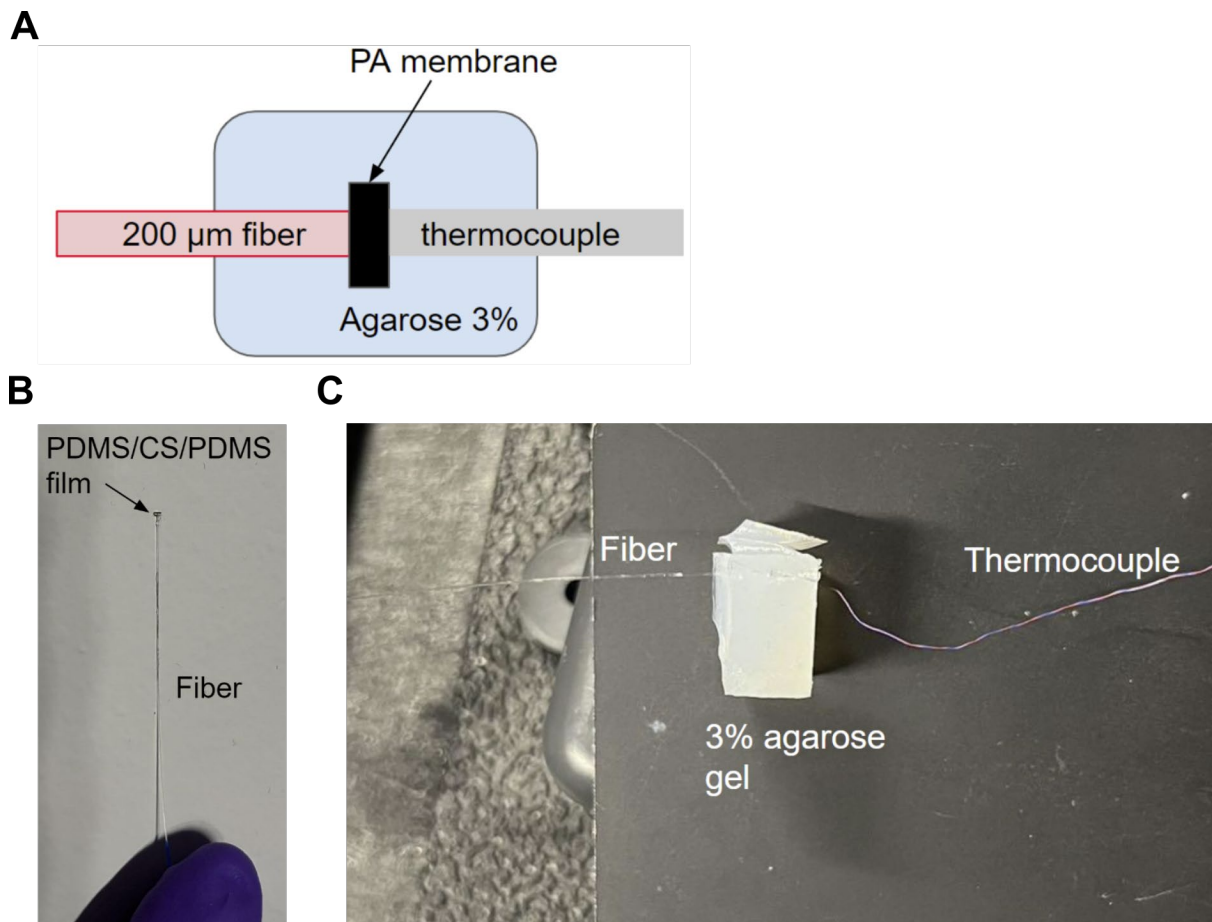 A
PA membrane
200 µm fiber
thermocouple
Agarose 3%
B
PDMS/CS/PDMS
film
Fiber
C
Fiber
Thermocouple
3% agarose
gel